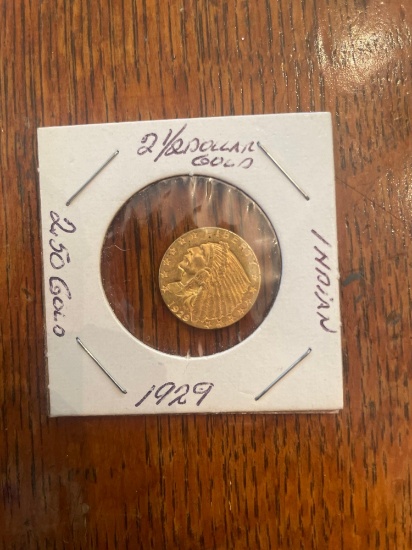 2 1/2 DOLLAR
GOLD
INDIAN
1929
2.50 GOLD